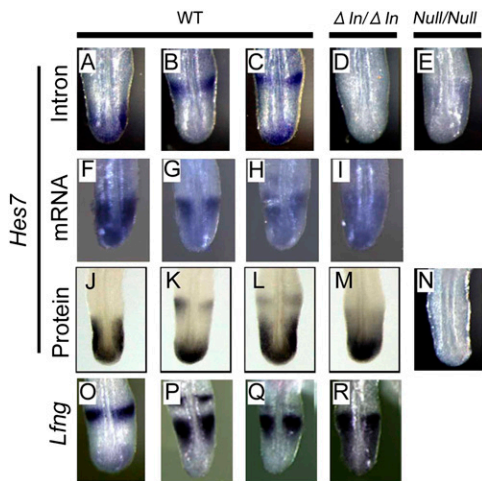 WT
Δ In/Δ In
Null/Null
Hes7
Intron
A
B
C
D
E
mRNA
F
G
H
I
Protein
J
K
L
M
N
Lfng
O
P
Q
R